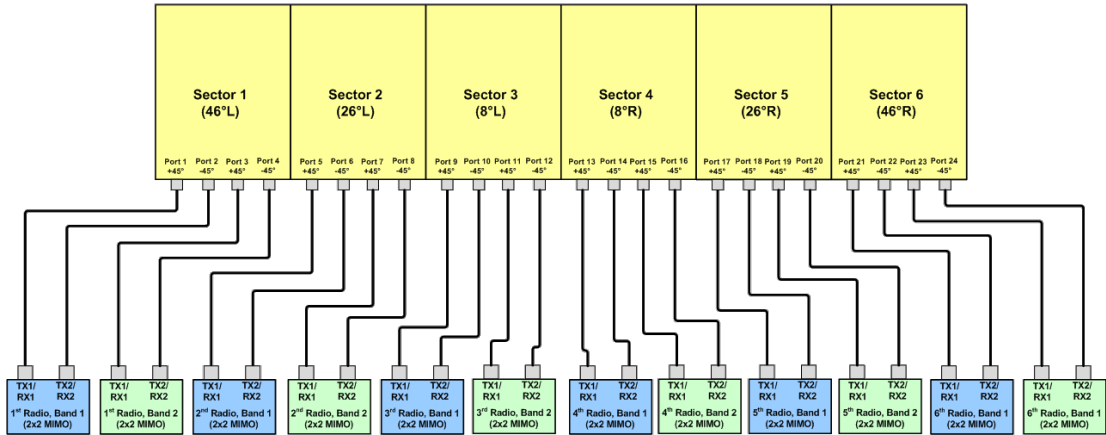 Sector 1
(46°L)
Sector 2
(26°L)
Sector 3
(8°L)
Sector 4
(8°R)
Sector 5
(26°R)
Sector 6
(46°R)
Port 1
+45°
Port 2
-45°
Port 3
+45°
Port 4
-45°
Port 5
+45°
Port 6
-45°
Port 7
+45°
Port 8
-45°
Port 9
+45°
Port 10
-45°
Port 11
+45°
Port 12
-45°
Port 13
+45°
Port 14
-45°
Port 15
+45°
Port 16
-45°
Port 17
+45°
Port 18
-45°
Port 19
+45°
Port 20
-45°
Port 21
+45°
Port 22
-45°
Port 23
+45°
Port 24
-45°
TX1/ TX2/
RX1 RX2
1st Radio, Band 1
(2x2 MIMO)
TX1/ TX2/
RX1 RX2
1st Radio, Band 2
(2x2 MIMO)
TX1/ TX2/
RX1 RX2
2nd Radio, Band 1
(2x2 MIMO)
TX1/ TX2/
RX1 RX2
2nd Radio, Band 2
(2x2 MIMO)
TX1/ TX2/
RX1 RX2
3rd Radio, Band 1
(2x2 MIMO)
TX1/ TX2/
RX1 RX2
3rd Radio, Band 2
(2x2 MIMO)
TX1/ TX2/
RX1 RX2
4th Radio, Band 1
(2x2 MIMO)
TX1/ TX2/
RX1 RX2
4th Radio, Band 2
(2x2 MIMO)
TX1/ TX2/
RX1 RX2
5th Radio, Band 1
(2x2 MIMO)
TX1/ TX2/
RX1 RX2
5th Radio, Band 2
(2x2 MIMO)
TX1/ TX2/
RX1 RX2
6th Radio, Band 1
(2x2 MIMO)
TX1/ TX2/
RX1 RX2
6th Radio, Band 1
(2x2 MIMO)